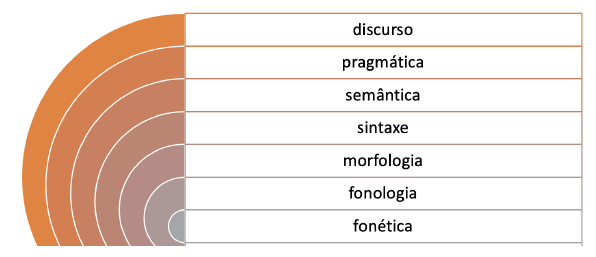 discurso
pragmática
semântica
sintaxe
morfologia
fonologia
fonética